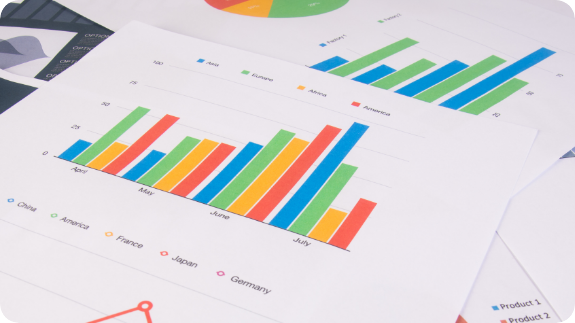 Asia
Europe
Africa
America
100
75
50
25
0
April
May
June
July
China
America
France
Japan
Germany
Product 1
Product 2